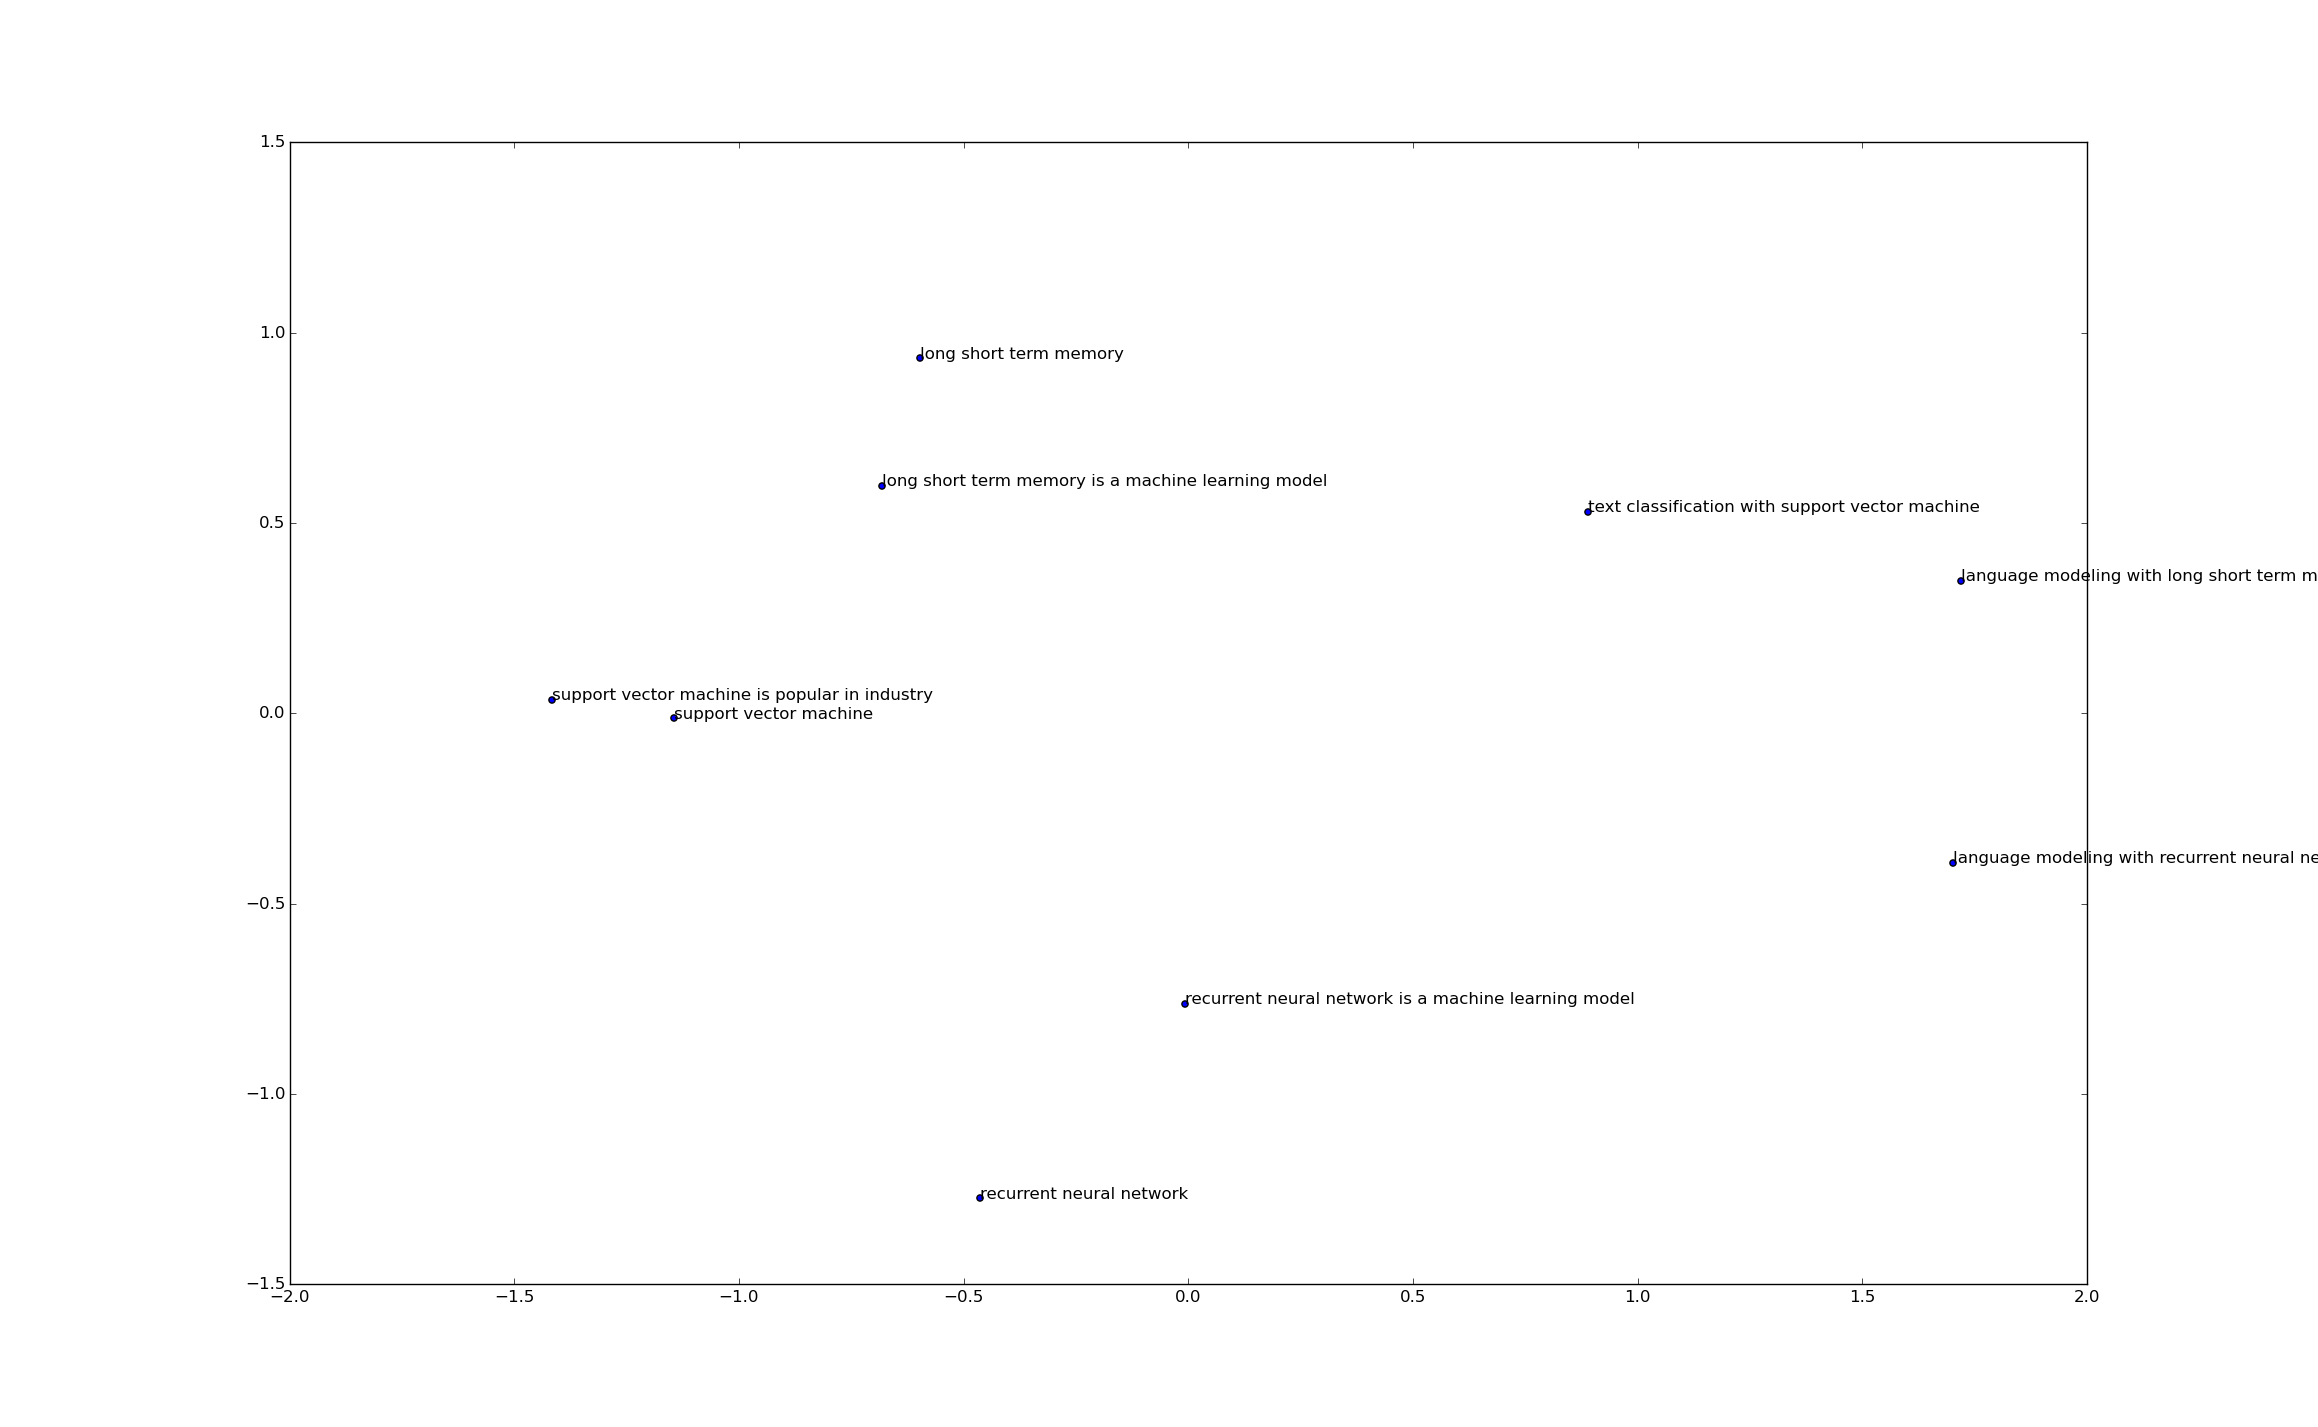 1.5
1.0
long short term memory
long short term memory is a machine learning model
0.5
text classification with support vector machine
language modeling with long short term m
support vector machine is popular in industry
0.0
support vector machine
language modeling with recurrent neural ne
−0.5
recurrent neural network is a machine learning model
−1.0
recurrent neural network
−1.5
−2.0 −1.5 −1.0 −0.5 0.0 0.5 1.0 1.5 2.0